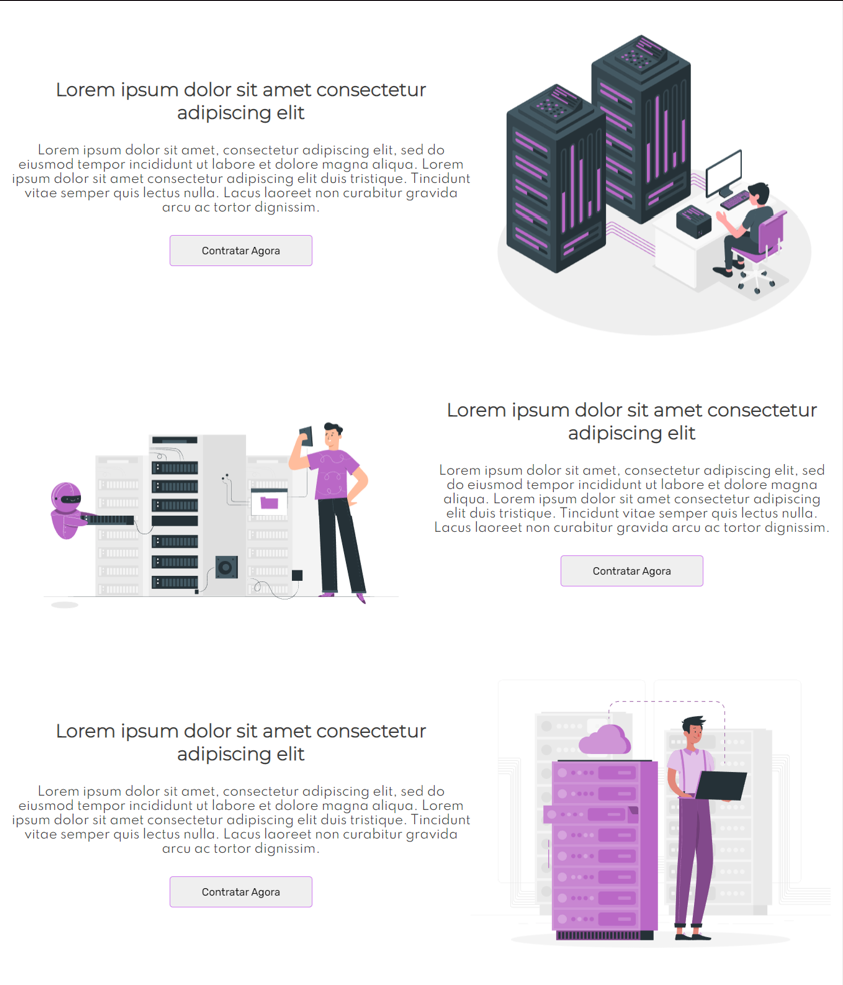 Lorem ipsum dolor sit amet consectetur
adipiscing elit
Lorem ipsum dolor sit amet, consectetur adipiscing elit, sed do
eiusmod tempor incididunt ut labore et dolore magna aliqua. Lorem
ipsum dolor sit amet consectetur adipiscing elit duis tristique. Tincidunt
vitae semper quis lectus nulla. Lacus laoreet non curabitur gravida
arcu ac tortor dignissim.
Contratar Agora
Lorem ipsum dolor sit amet consectetur
adipiscing elit
Lorem ipsum dolor sit amet, consectetur adipiscing elit, sed
do eiusmod tempor incididunt ut labore et dolore magna
aliqua. Lorem ipsum dolor sit amet consectetur adipiscing
elit duis tristique. Tincidunt vitae semper quis lectus nulla.
Lacus laoreet non curabitur gravida arcu ac tortor dignissim.
Contratar Agora
Lorem ipsum dolor sit amet consectetur
adipiscing elit
Lorem ipsum dolor sit amet, consectetur adipiscing elit, sed do
eiusmod tempor incididunt ut labore et dolore magna aliqua. Lorem
ipsum dolor sit amet consectetur adipiscing elit duis tristique. Tincidunt
vitae semper quis lectus nulla. Lacus laoreet non curabitur gravida
arcu ac tortor dignissim.
Contratar Agora